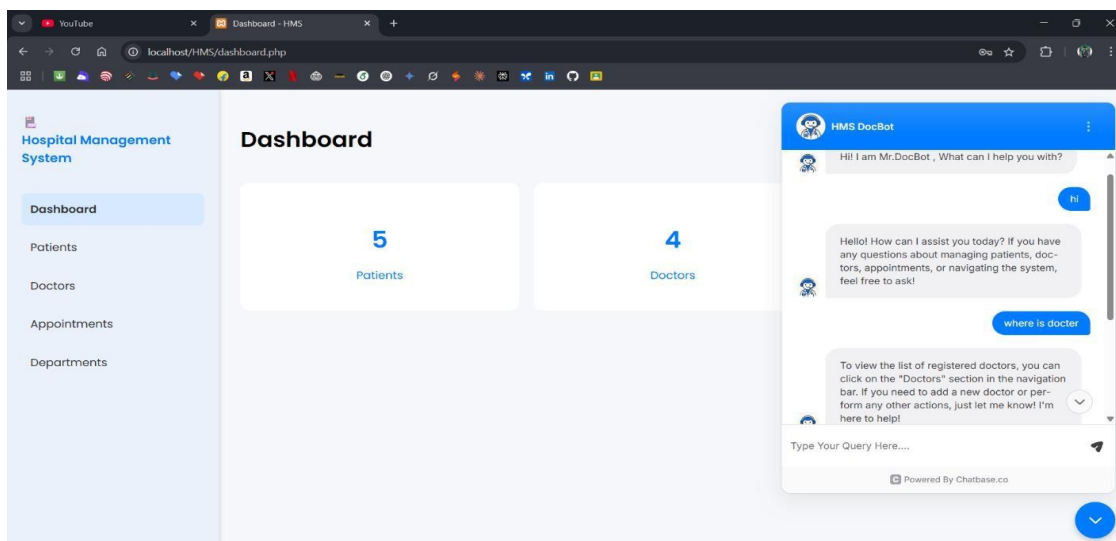 YouTube
Dashboard - HMS
localhost/HMS/dashboard.php
Hospital Management
System
Dashboard
Patients
Doctors
Appointments
Departments
Dashboard
5
Patients
4
Doctors
HMS DocBot
Hi! I am Mr.DocBot , What can I help you with?
hi
Hello! How can I assist you today? If you have
any questions about managing patients, doc-
tors, appointments, or navigating the system,
feel free to ask!
where is docter
To view the list of registered doctors, you can
click on the "Doctors" section in the navigation
bar. If you need to add a new doctor or per-
form any other actions, just let me know! I'm
here to help!
Type Your Query Here....
Powered By Chatbase.co